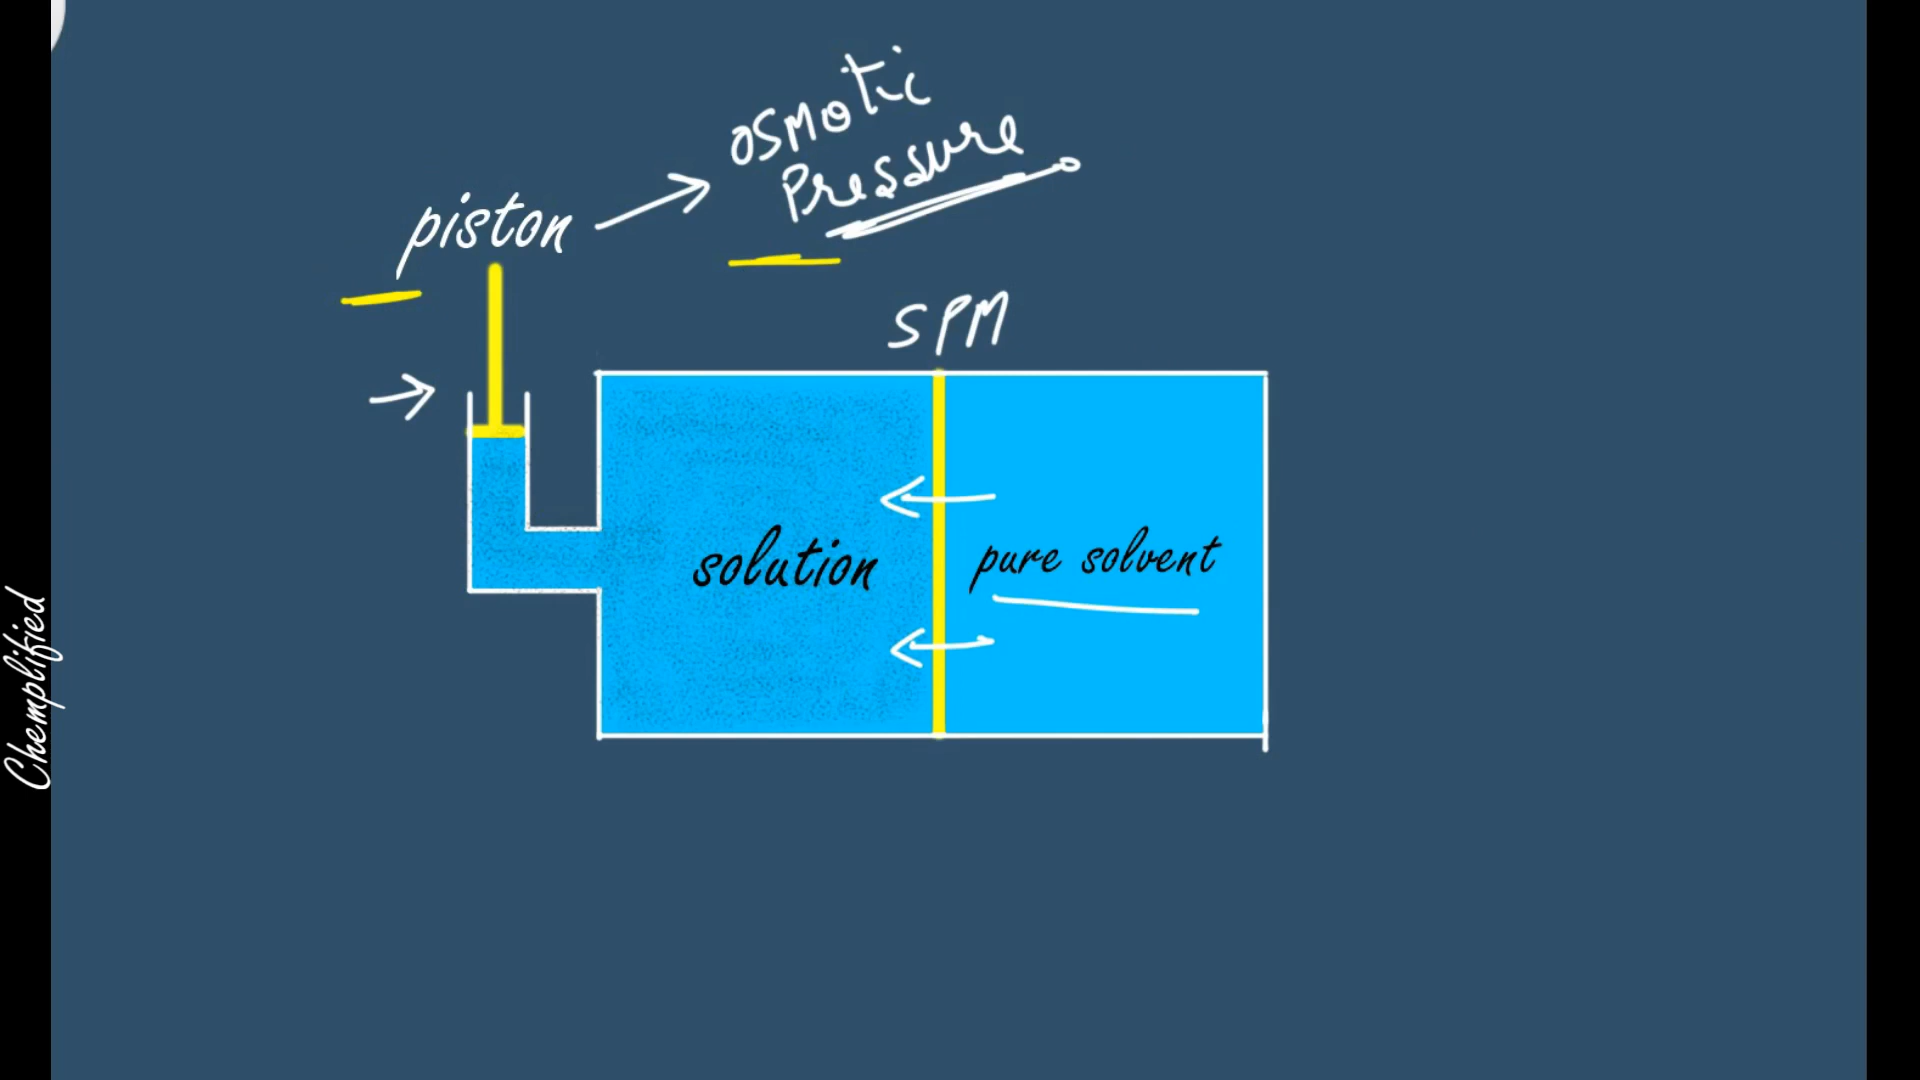 osmotic
Pressure
piston
SPM
solution
pure solvent
Chemplified